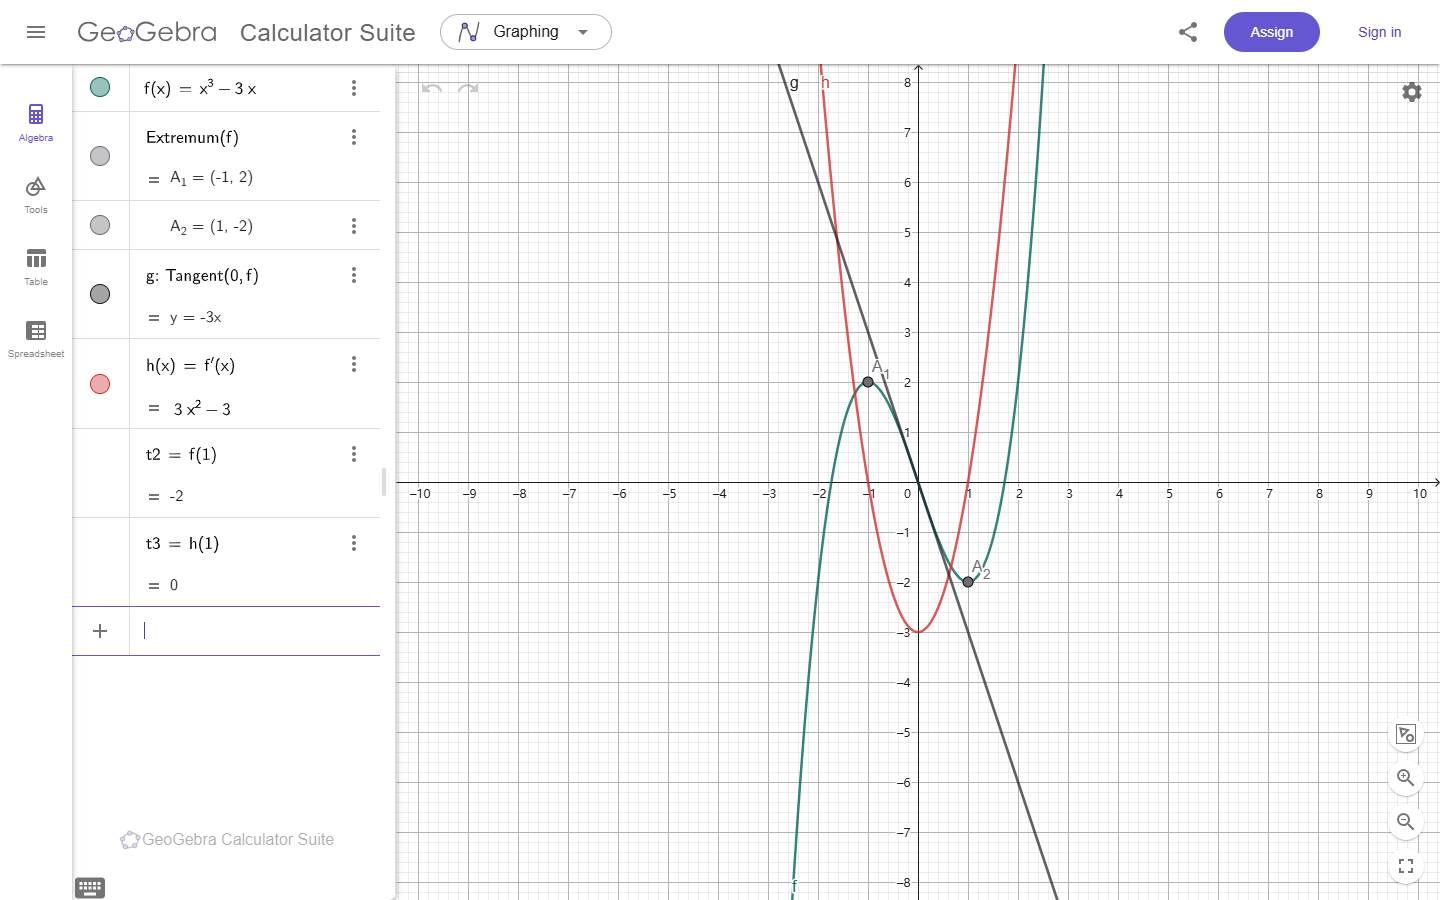 GeoGebra
Calculator Suite
Graphing
Assign
Sign in
Algebra
Tools
Table
Spreadsheet
f(x) = x³ − 3 x
Extremum(f)
= A₁ = (-1, 2)
A₂ = (1, -2)
g: Tangent(0, f)
= y = -3x
h(x) = f′(x)
= 3 x² − 3
t2 = f(1)
= -2
t3 = h(1)
= 0
GeoGebra Calculator Suite
g
h
f
A₁
A₂
8
7
6
5
4
3
2
1
−10 −9 −8 −7 −6 −5 −4 −3 −2 −1 0 1 2 3 4 5 6 7 8 9 10
−1
−2
−3
−4
−5
−6
−7
−8